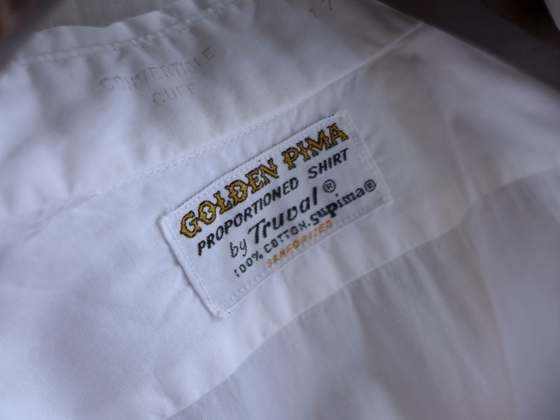 CONVERTIBLE
CUFF
GOLDEN PIMA
PROPORTIONED SHIRT
by Truval®
100% COTTON-Supima®
SANFORIZED